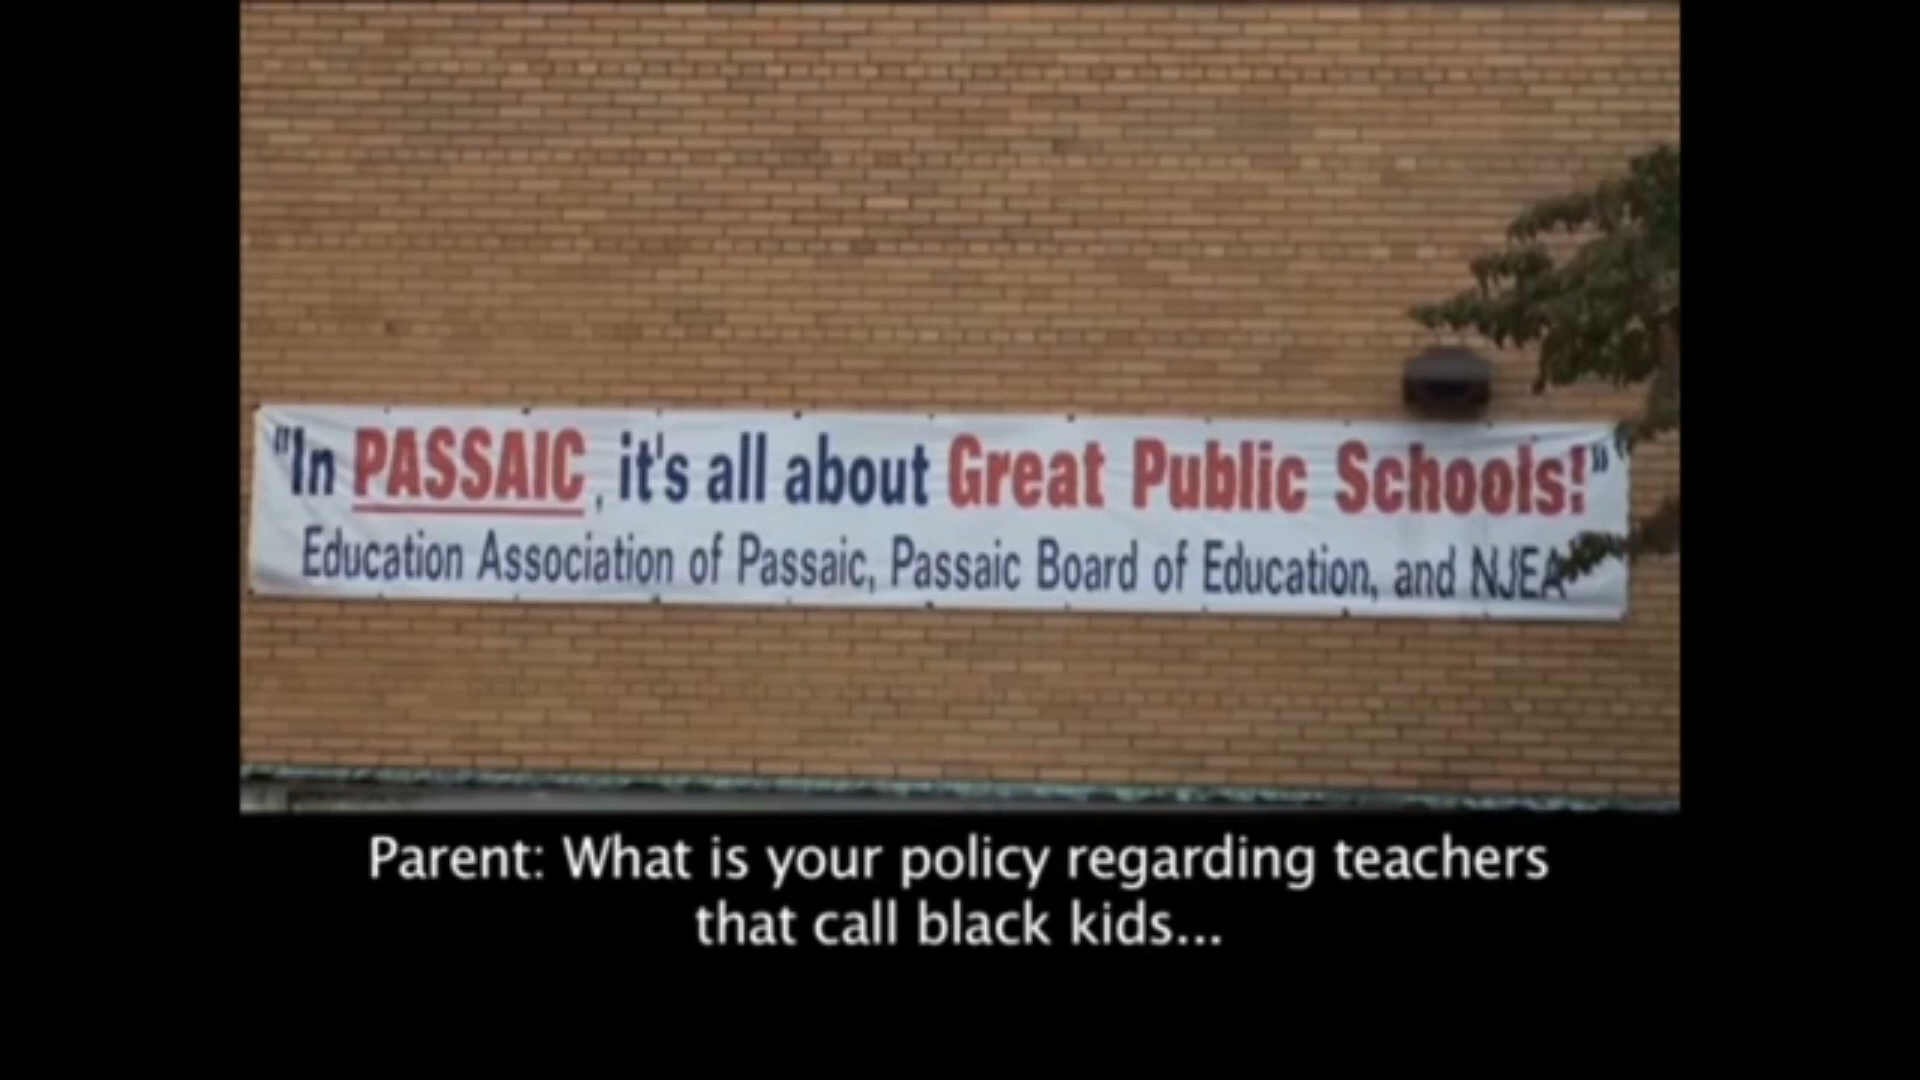 "In PASSAIC, it's all about Great Public Schools!"
Education Association of Passaic, Passaic Board of Education, and NJEA
Parent: What is your policy regarding teachers
that call black kids...